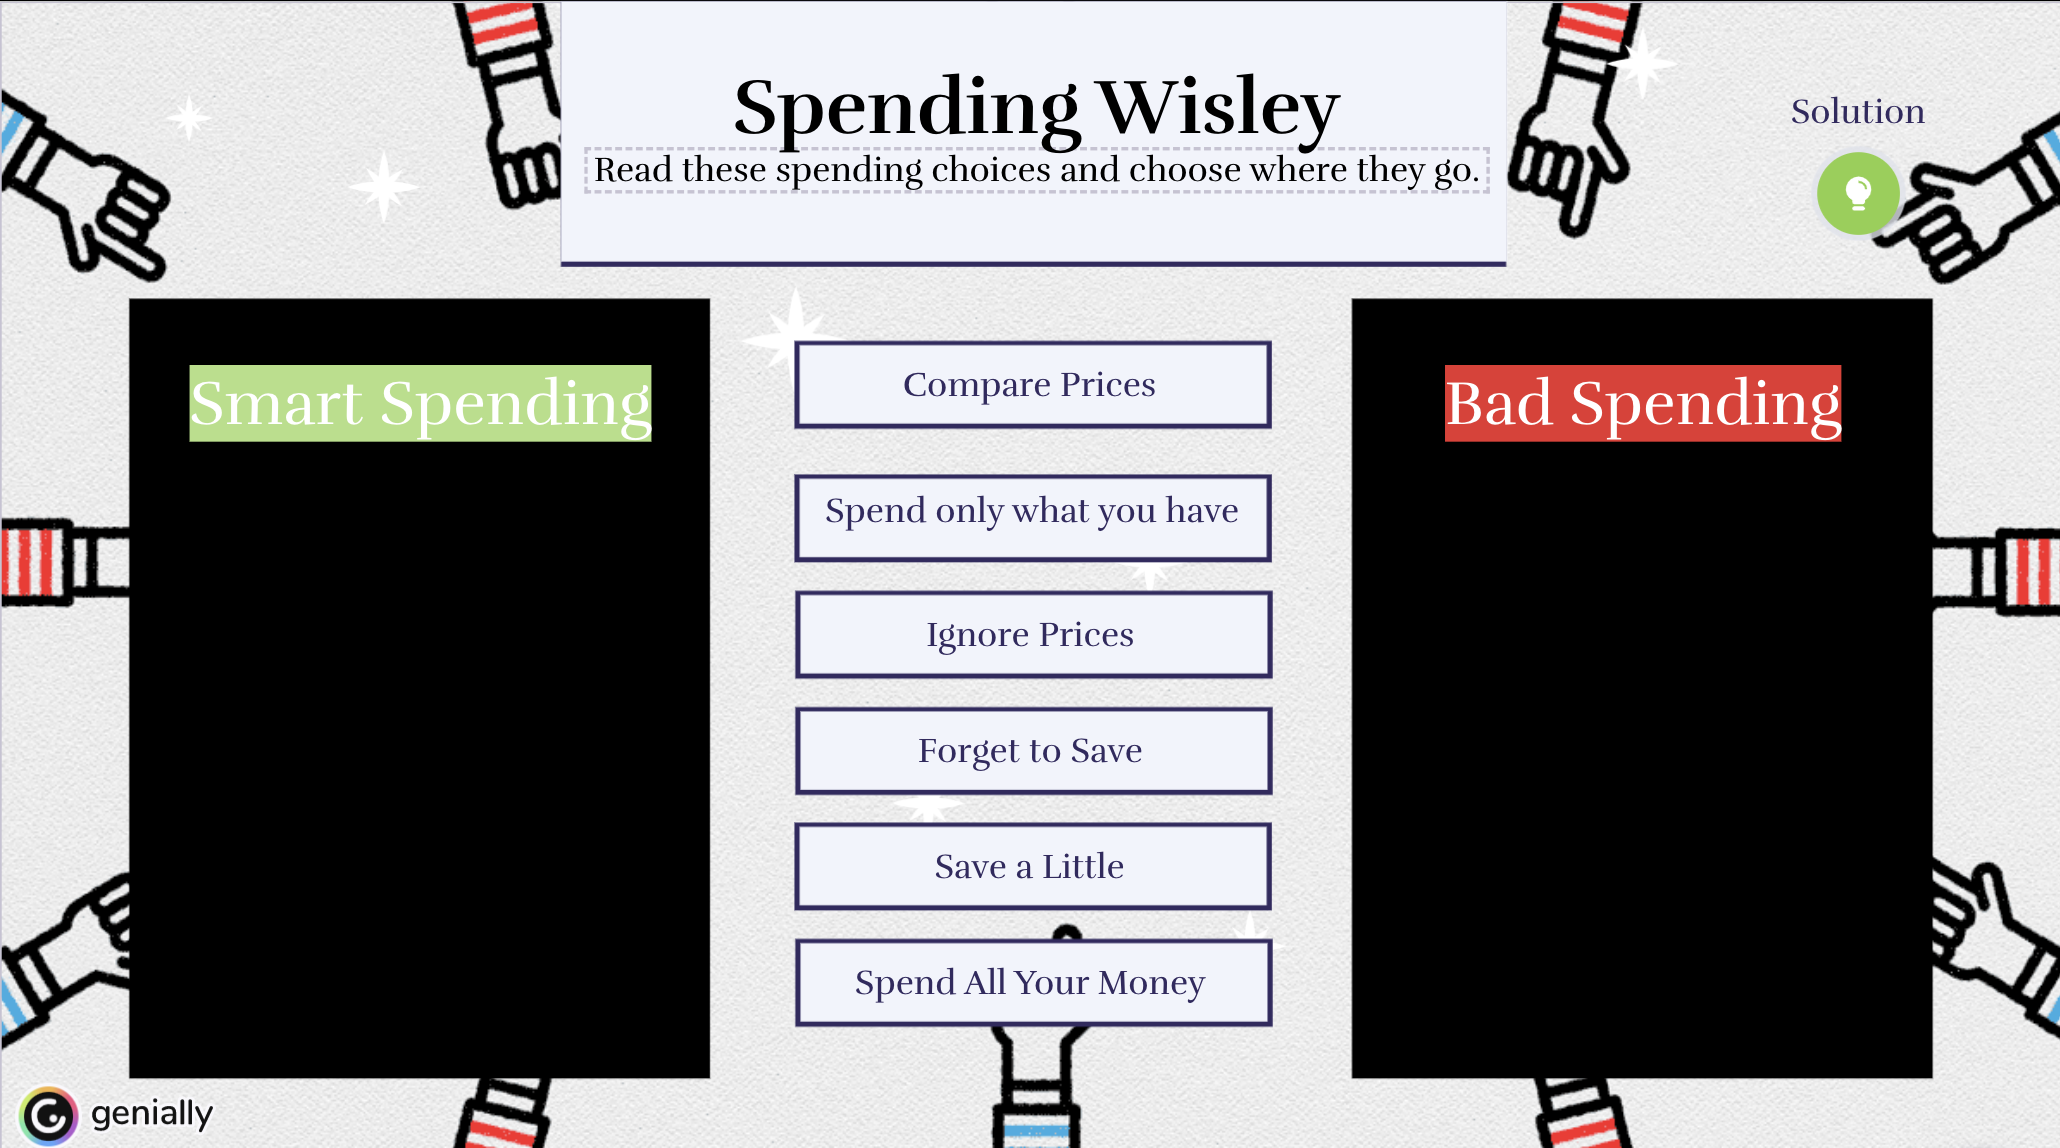 Spending Wisley
Read these spending choices and choose where they go.
Solution
Smart Spending
Compare Prices
Spend only what you have
Ignore Prices
Forget to Save
Save a Little
Spend All Your Money
Bad Spending
genially